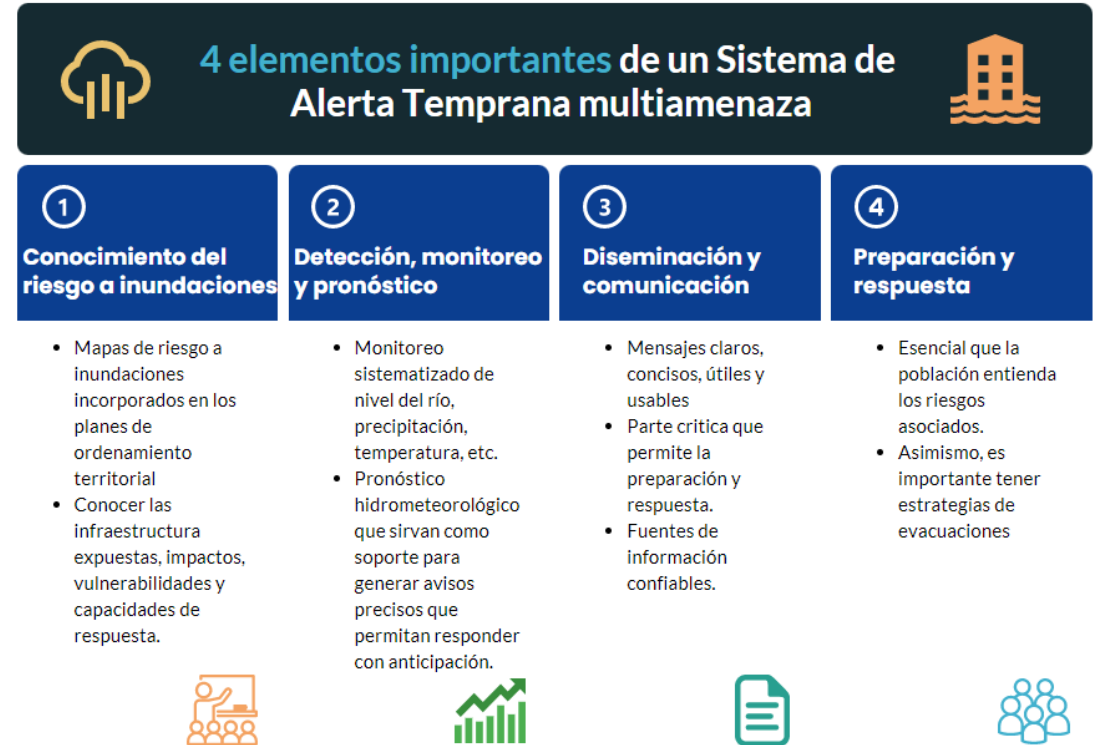 4 elementos importantes de un Sistema de
Alerta Temprana multiamenaza
1
Conocimiento del
riesgo a inundaciones
• Mapas de riesgo a
inundaciones
incorporados en los
planes de
ordenamiento
territorial
• Conocer las
infraestructura
expuestas, impactos,
vulnerabilidades y
capacidades de
respuesta.
2
Detección, monitoreo
y pronóstico
• Monitoreo
sistematizado de
nivel del río,
precipitación,
temperatura, etc.
• Pronóstico
hidrometeorológico
que sirvan como
soporte para
generar avisos
precisos que
permitan responder
con anticipación.
3
Diseminación y
comunicación
• Mensajes claros,
concisos, útiles y
usables
• Parte critica que
permite la
preparación y
respuesta.
• Fuentes de
información
confiables.
4
Preparación y
respuesta
• Esencial que la
población entienda
los riesgos
asociados.
• Asimismo, es
importante tener
estrategias de
evacuaciones